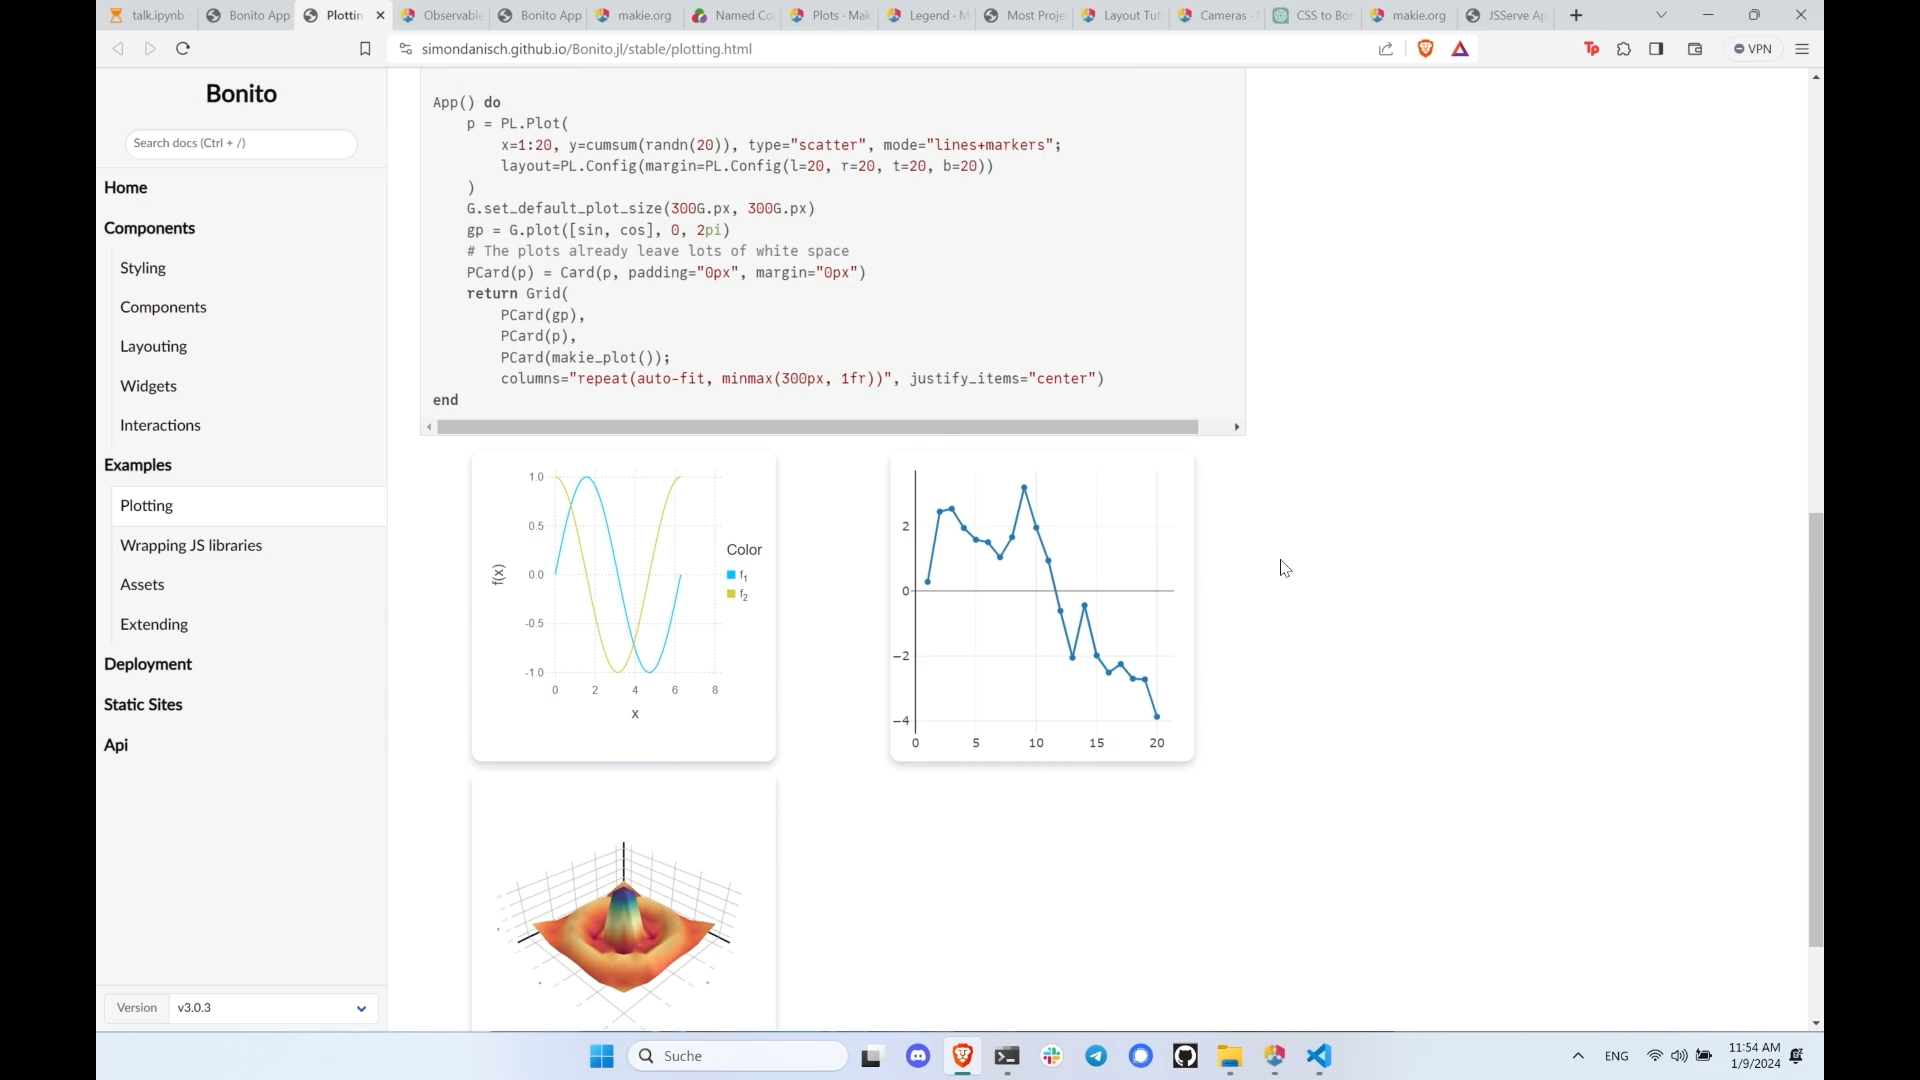 talk.ipynb
Bonito App
Plottin
Observable
Bonito App
makie.org
Named Co
Plots · Mak
Legend · M
Most Proje
Layout Tut
Cameras ·
CSS to Bon
makie.org
JSServe Ap
simondanisch.github.io/Bonito.jl/stable/plotting.html
Tp
VPN
Bonito
Search docs (Ctrl + /)
Home
Components
Styling
Components
Layouting
Widgets
Interactions
Examples
Plotting
Wrapping JS libraries
Assets
Extending
Deployment
Static Sites
Api
Version
v3.0.3
App() do
p = PL.Plot(
x=1:20, y=cumsum(randn(20)), type="scatter", mode="lines+markers";
layout=PL.Config(margin=PL.Config(l=20, r=20, t=20, b=20))
)
G.set_default_plot_size(300G.px, 300G.px)
gp = G.plot([sin, cos], 0, 2pi)
# The plots already leave lots of white space
PCard(p) = Card(p, padding="0px", margin="0px")
return Grid(
PCard(gp),
PCard(p),
PCard(makie_plot());
columns="repeat(auto-fit, minmax(300px, 1fr))", justify_items="center")
end
1.0
0.5
0.0
-0.5
-1.0
f(x)
0 2 4 6 8
x
Color
f1
f2
2
0
−2
−4
0 5 10 15 20
Suche
ENG
11:54 AM
1/9/2024